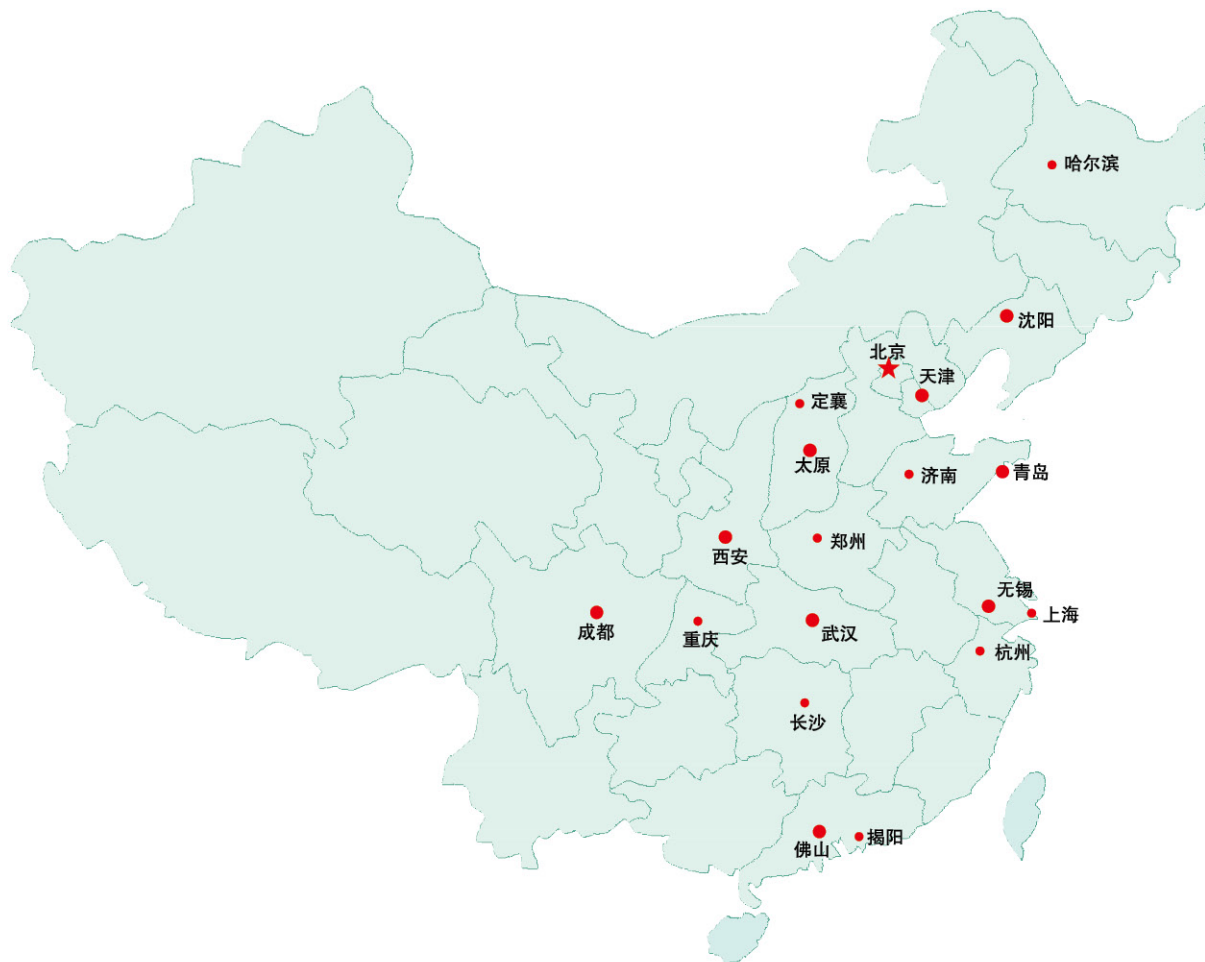 哈尔滨
沈阳
北京
天津
定襄
太原
济南
青岛
西安
郑州
无锡
上海
成都
重庆
武汉
杭州
长沙
佛山
揭阳